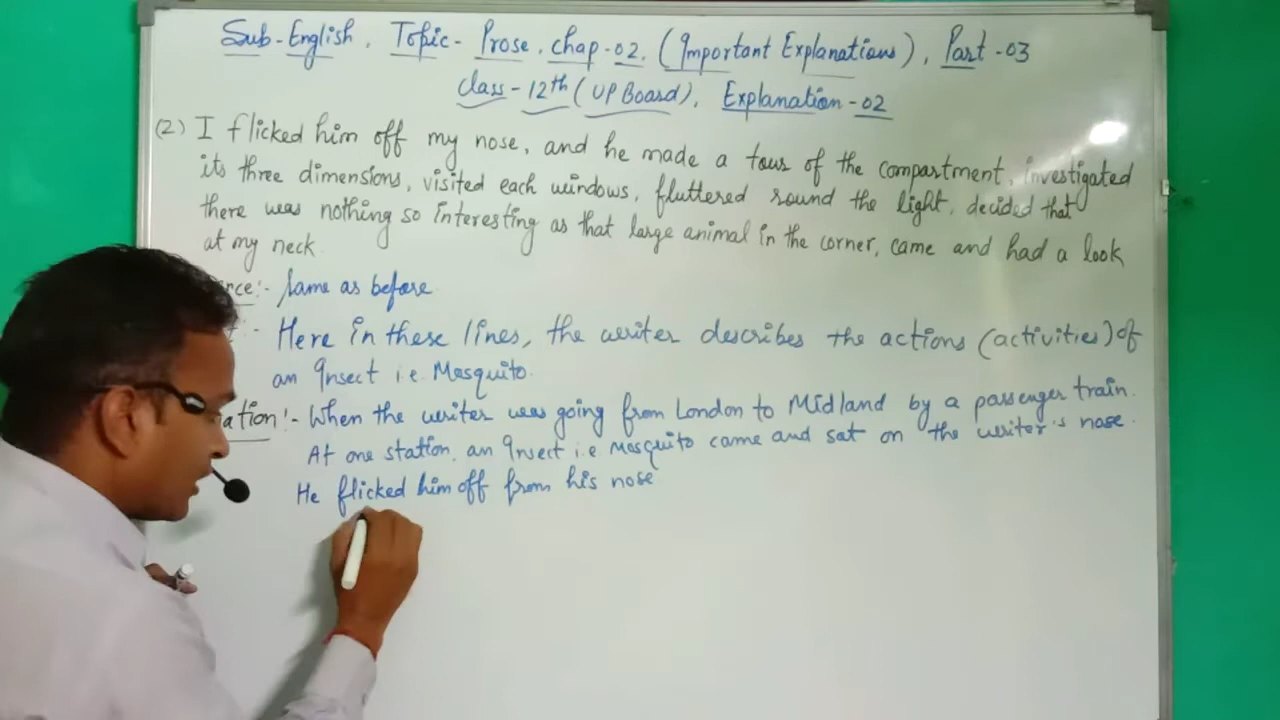 Sub-English, Topic- Prose, chap-02, (Important Explanations), Part-03
Class-12th (UP Board), Explanation-02
(2) I flicked him off my nose, and he made a tour of the compartment, investigated
its three dimensions, visited each windows, fluttered round the light, decided that
there was nothing so interesting as that large animal in the corner, came and had a look
at my neck.
:- Same as before
:- Here in these lines, the writer describes the actions (activities) of
an Insect i.e. Mosquito.
ation:- When the writer was going from London to Midland by a passenger train.
At one station, an Insect i.e Mosquito came and sat on the writer's nose.
He flicked him off from his nose